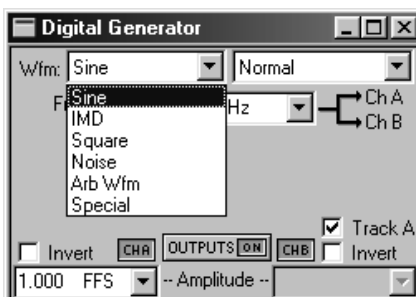 Digital Generator
Wfm: Sine Normal
Sine
IMD
Square
Noise
Arb Wfm
Special
F Hz Ch A
Ch B
Track A
Invert CHA OUTPUTS ON CHB Invert
1.000 FFS -- Amplitude --